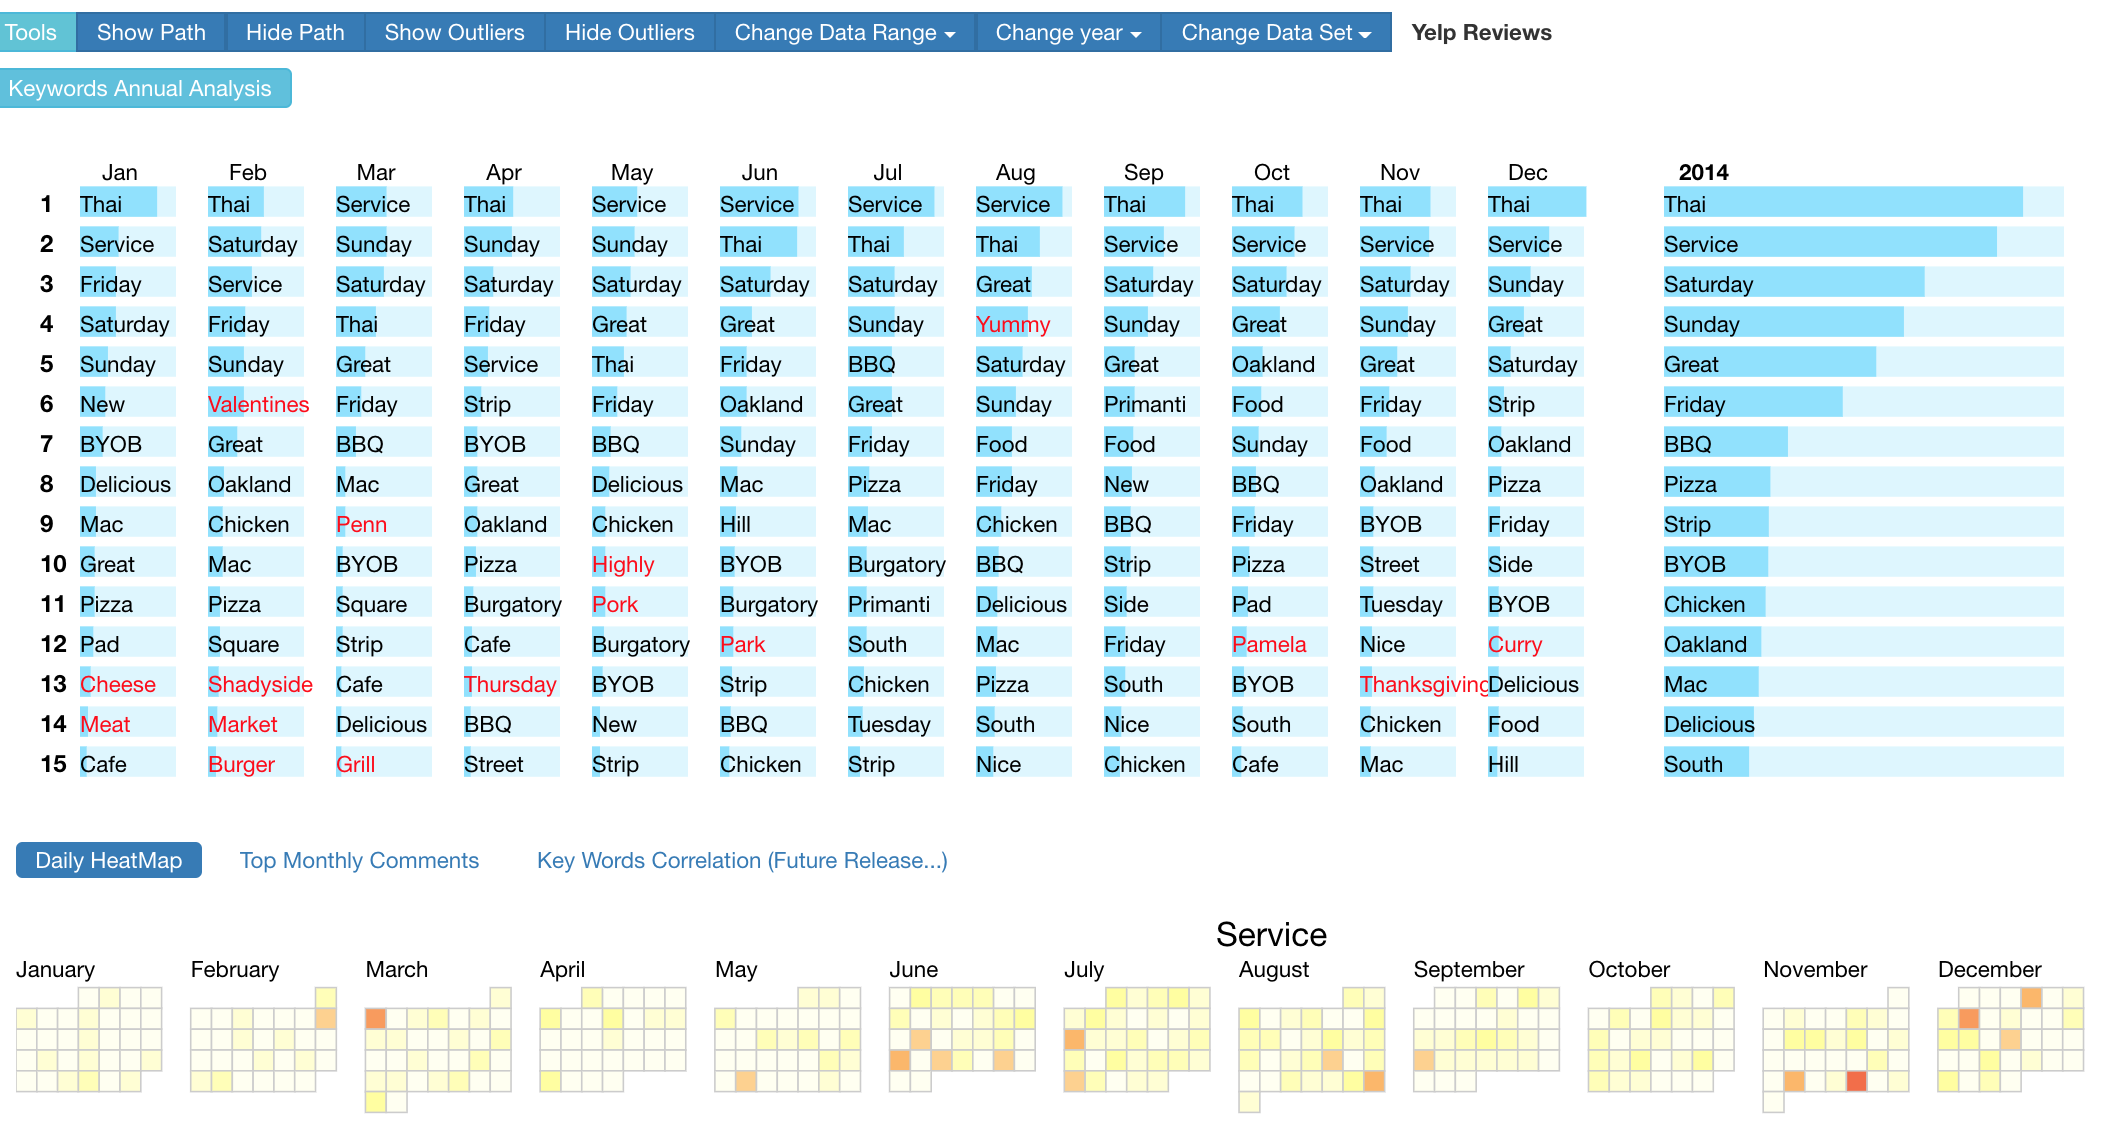 Tools Show Path Hide Path Show Outliers Hide Outliers Change Data Range Change year Change Data Set Yelp Reviews
Keywords Annual Analysis
Jan Feb Mar Apr May Jun Jul Aug Sep Oct Nov Dec 2014
1 Thai Thai Service Thai Service Service Service Service Thai Thai Thai Thai Thai
2 Service Saturday Sunday Sunday Sunday Thai Thai Thai Service Service Service Service Service
3 Friday Service Saturday Saturday Saturday Saturday Saturday Great Saturday Saturday Saturday Sunday Saturday
4 Saturday Friday Thai Friday Great Great Sunday Yummy Sunday Great Sunday Great Sunday
5 Sunday Sunday Great Service Thai Friday BBQ Saturday Great Oakland Great Saturday Great
6 New Valentines Friday Strip Friday Oakland Great Sunday Primanti Food Friday Strip Friday
7 BYOB Great BBQ BYOB BBQ Sunday Friday Food Food Sunday Food Oakland BBQ
8 Delicious Oakland Mac Great Delicious Mac Pizza Friday New BBQ Oakland Pizza Pizza
9 Mac Chicken Penn Oakland Chicken Hill Mac Chicken BBQ Friday BYOB Friday Strip
10 Great Mac BYOB Pizza Highly BYOB Burgatory BBQ Strip Pizza Street Side BYOB
11 Pizza Pizza Square Burgatory Pork Burgatory Primanti Delicious Side Pad Tuesday BYOB Chicken
12 Pad Square Strip Cafe Burgatory Park South Mac Friday Pamela Nice Curry Oakland
13 Cheese Shadyside Cafe Thursday BYOB Strip Chicken Pizza South BYOB Thanksgiving Delicious Mac
14 Meat Market Delicious BBQ New BBQ Tuesday South Nice South Chicken Food Delicious
15 Cafe Burger Grill Street Strip Chicken Strip Nice Chicken Cafe Mac Hill South
Daily HeatMap Top Monthly Comments Key Words Correlation (Future Release...)
Service
January February March April May June July August September October November December